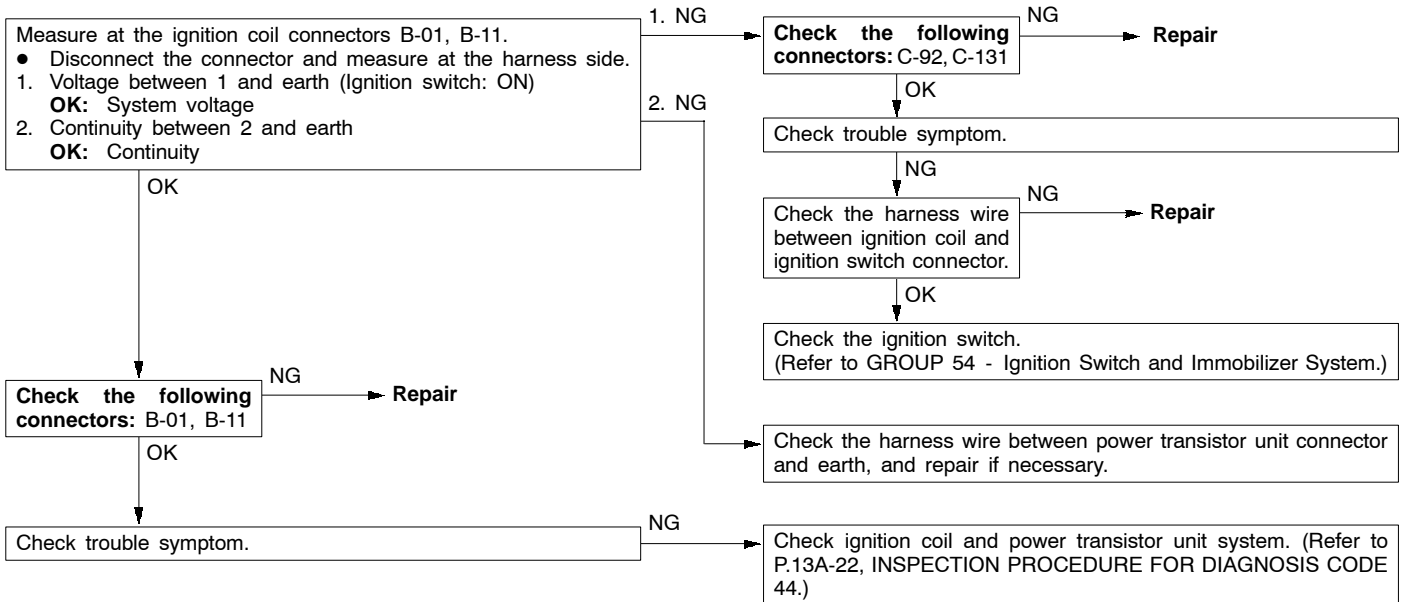 Measure at the ignition coil connectors B-01, B-11.
● Disconnect the connector and measure at the harness side.
1. Voltage between 1 and earth (Ignition switch: ON)
OK: System voltage
2. Continuity between 2 and earth
OK: Continuity
1. NG
2. NG
OK
Check the following
connectors: C-92, C-131
NG
Repair
OK
Check trouble symptom.
NG
Check the harness wire
between ignition coil and
ignition switch connector.
NG
Repair
OK
Check the ignition switch.
(Refer to GROUP 54 - Ignition Switch and Immobilizer System.)
Check the following
connectors: B-01, B-11
NG
Repair
OK
Check the harness wire between power transistor unit connector
and earth, and repair if necessary.
Check trouble symptom.
NG
Check ignition coil and power transistor unit system. (Refer to
P.13A-22, INSPECTION PROCEDURE FOR DIAGNOSIS CODE
44.)